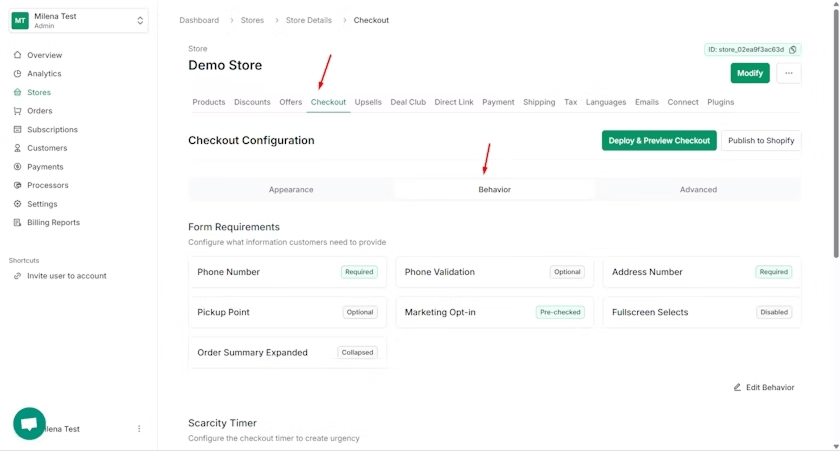 MT
Milena Test
Admin
Overview
Analytics
Stores
Orders
Subscriptions
Customers
Payments
Processors
Settings
Billing Reports
Shortcuts
Invite user to account
ilena Test
Dashboard > Stores > Store Details > Checkout
Store
ID: store_02ea9f3ac63d
Demo Store
Modify
...
Products Discounts Offers Checkout Upsells Deal Club Direct Link Payment Shipping Tax Languages Emails Connect Plugins
Checkout Configuration
Deploy & Preview Checkout
Publish to Shopify
Appearance Behavior Advanced
Form Requirements
Configure what information customers need to provide
Phone Number Required
Phone Validation Optional
Address Number Required
Pickup Point Optional
Marketing Opt-in Pre-checked
Fullscreen Selects Disabled
Order Summary Expanded Collapsed
Edit Behavior
Scarcity Timer
Configure the checkout timer to create urgency